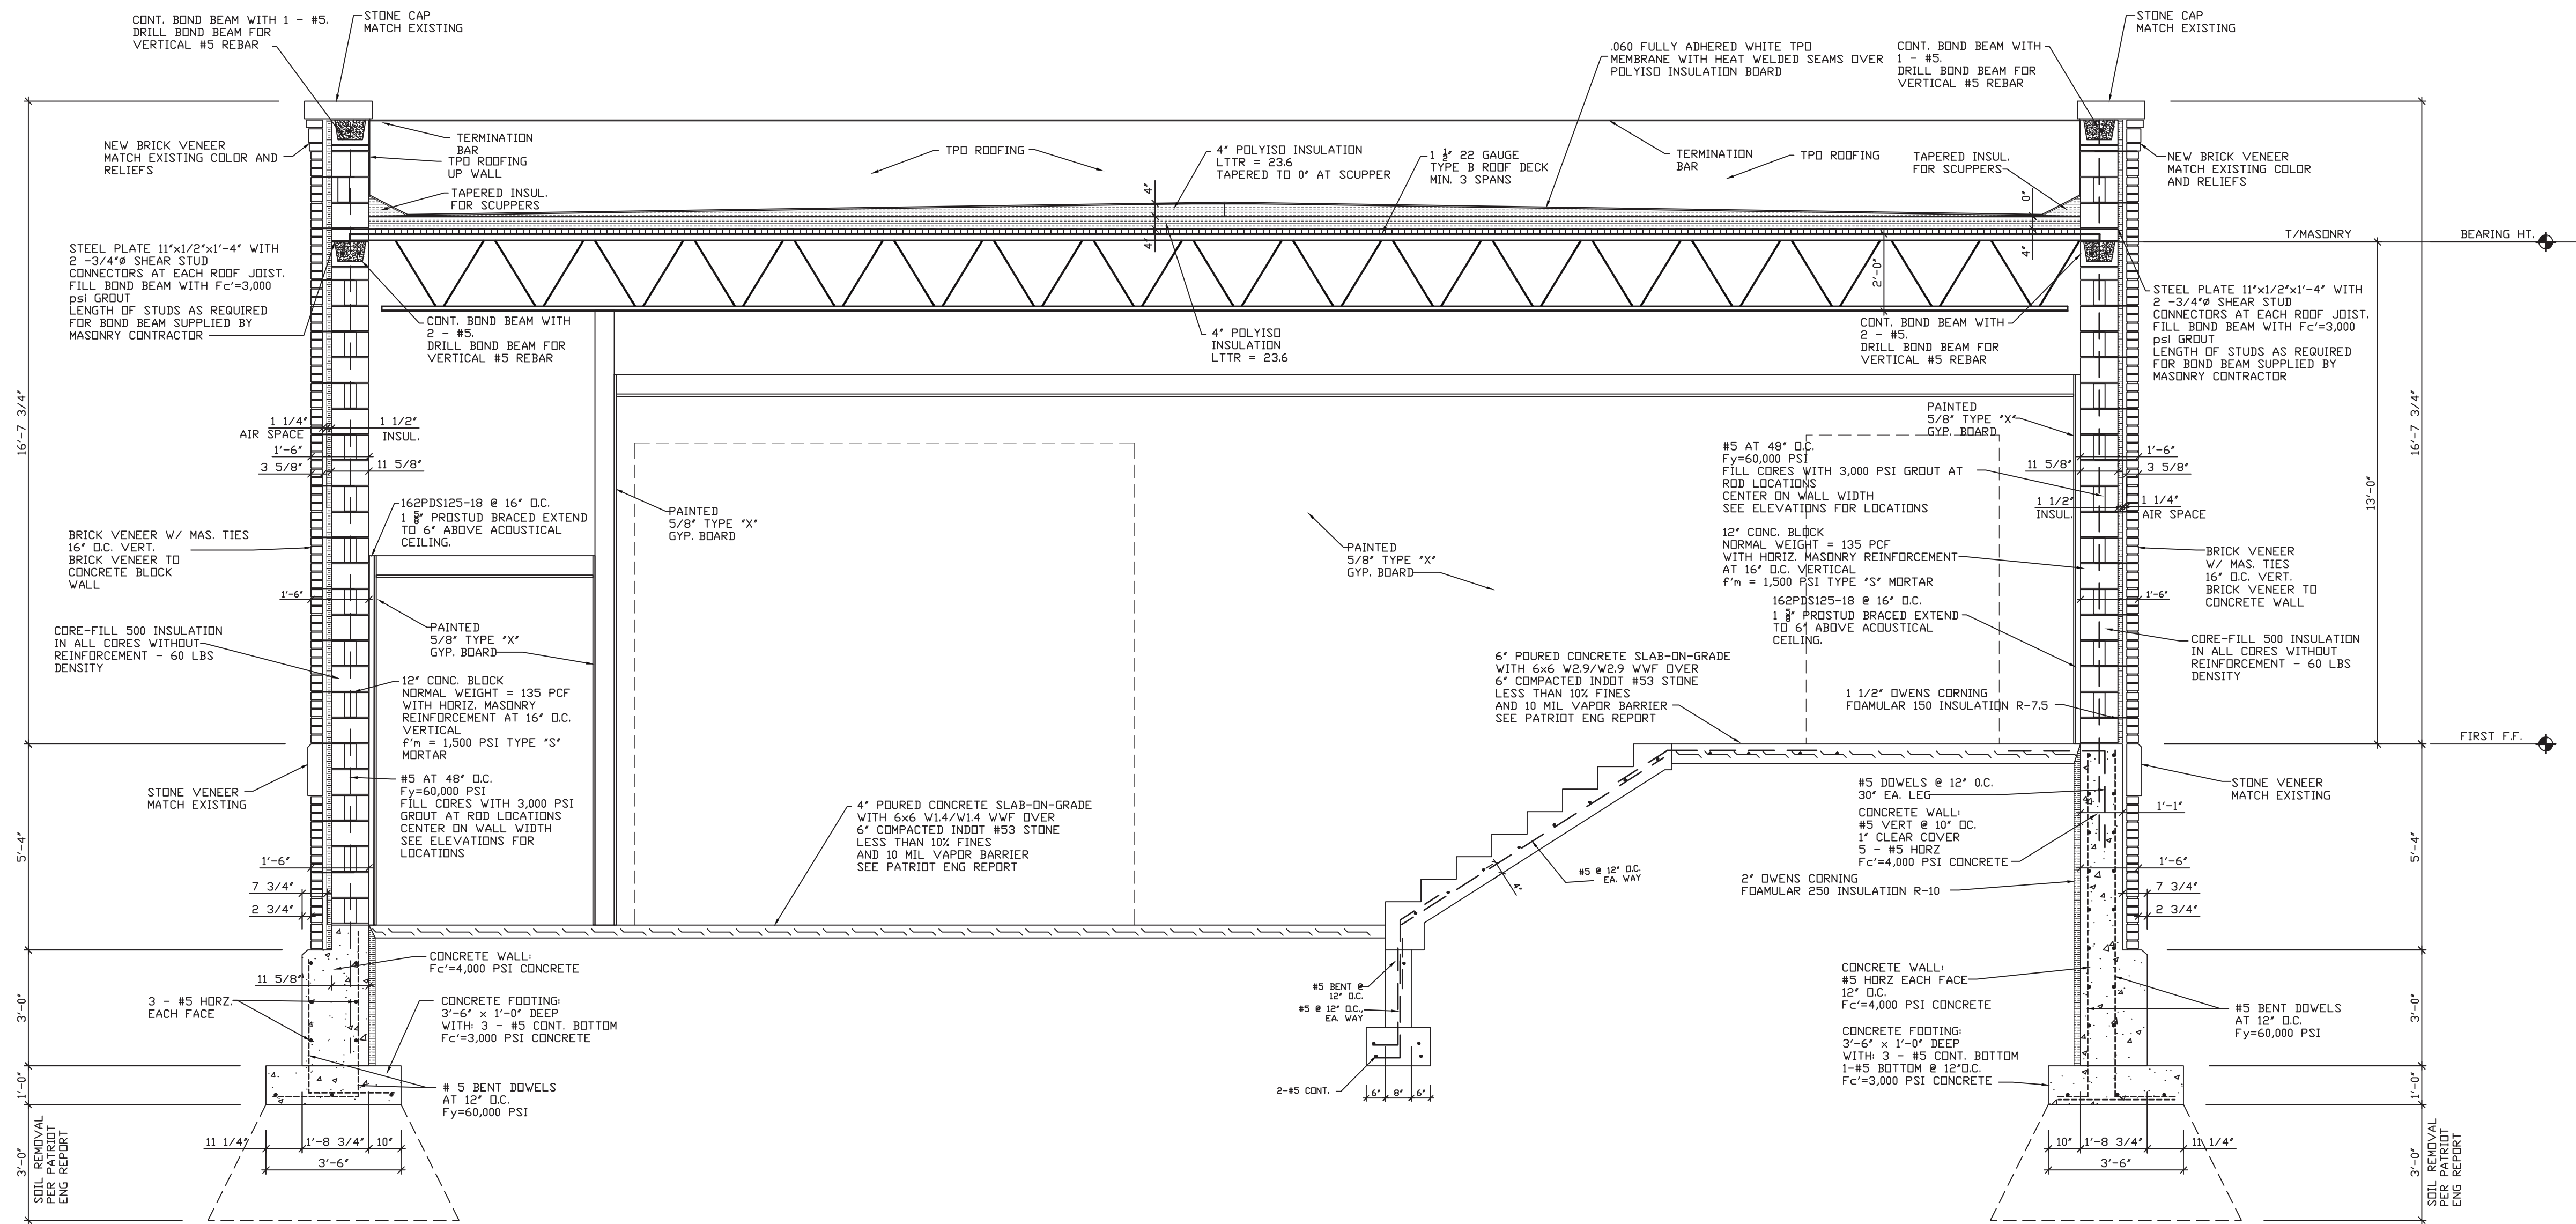 CONT. BOND BEAM WITH 1 - #5.
DRILL BOND BEAM FOR
VERTICAL #5 REBAR
STONE CAP
MATCH EXISTING
.060 FULLY ADHERED WHITE TPO
MEMBRANE WITH HEAT WELDED SEAMS OVER
POLYISO INSULATION BOARD
CONT. BOND BEAM WITH
1 - #5.
DRILL BOND BEAM FOR
VERTICAL #5 REBAR
STONE CAP
MATCH EXISTING
NEW BRICK VENEER
MATCH EXISTING COLOR AND
RELIEFS
TERMINATION
BAR
TPO ROOFING
UP WALL
TAPERED INSUL.
FOR SCUPPERS
TPO ROOFING
4" POLYISO INSULATION
LTTR = 23.6
TAPERED TO 0" AT SCUPPER
1 1/2" 22 GAUGE
TYPE B ROOF DECK
MIN. 3 SPANS
TERMINATION
BAR
TPO ROOFING
TAPERED INSUL.
FOR SCUPPERS
NEW BRICK VENEER
MATCH EXISTING COLOR
AND RELIEFS
4"
4"
0"
4"
2'-0"
T/MASONRY
BEARING HT.
STEEL PLATE 11"x1/2"x1'-4" WITH
2 -3/4"ø SHEAR STUD
CONNECTORS AT EACH ROOF JOIST.
FILL BOND BEAM WITH Fc'=3,000
psi GROUT
LENGTH OF STUDS AS REQUIRED
FOR BOND BEAM SUPPLIED BY
MASONRY CONTRACTOR
CONT. BOND BEAM WITH
2 - #5.
DRILL BOND BEAM FOR
VERTICAL #5 REBAR
4" POLYISO
INSULATION
LTTR = 23.6
CONT. BOND BEAM WITH
2 - #5.
DRILL BOND BEAM FOR
VERTICAL #5 REBAR
STEEL PLATE 11"x1/2"x1'-4" WITH
2 -3/4"ø SHEAR STUD
CONNECTORS AT EACH ROOF JOIST.
FILL BOND BEAM WITH Fc'=3,000
psi GROUT
LENGTH OF STUDS AS REQUIRED
FOR BOND BEAM SUPPLIED BY
MASONRY CONTRACTOR
16'-7 3/4"
1 1/4"
AIR SPACE
1 1/2"
INSUL.
1'-6"
3 5/8"
11 5/8"
PAINTED
5/8" TYPE "X"
GYP. BOARD
#5 AT 48" O.C.
Fy=60,000 PSI
FILL CORES WITH 3,000 PSI GROUT AT
ROD LOCATIONS
CENTER ON WALL WIDTH
SEE ELEVATIONS FOR LOCATIONS
1'-6"
11 5/8"
3 5/8"
1 1/2"
INSUL.
1 1/4"
AIR SPACE
13'-0"
16'-7 3/4"
162PDS125-18 @ 16" O.C.
1 5/8" PROSTUD BRACED EXTEND
TO 6" ABOVE ACOUSTICAL
CEILING.
PAINTED
5/8" TYPE "X"
GYP. BOARD
PAINTED
5/8" TYPE "X"
GYP. BOARD
12" CONC. BLOCK
NORMAL WEIGHT = 135 PCF
WITH HORIZ. MASONRY REINFORCEMENT
AT 16" O.C. VERTICAL
f'm = 1,500 PSI TYPE "S" MORTAR
BRICK VENEER W/ MAS. TIES
16" O.C. VERT.
BRICK VENEER TO
CONCRETE BLOCK
WALL
BRICK VENEER
W/ MAS. TIES
16" O.C. VERT.
BRICK VENEER TO
CONCRETE WALL
1'-6"
162PDS125-18 @ 16" O.C.
1 5/8" PROSTUD BRACED EXTEND
TO 6" ABOVE ACOUSTICAL
CEILING.
1'-6"
CORE-FILL 500 INSULATION
IN ALL CORES WITHOUT
REINFORCEMENT - 60 LBS
DENSITY
PAINTED
5/8" TYPE "X"
GYP. BOARD
CORE-FILL 500 INSULATION
IN ALL CORES WITHOUT
REINFORCEMENT - 60 LBS
DENSITY
12" CONC. BLOCK
NORMAL WEIGHT = 135 PCF
WITH HORIZ. MASONRY
REINFORCEMENT AT 16" O.C.
VERTICAL
f'm = 1,500 PSI TYPE "S"
MORTAR
6" POURED CONCRETE SLAB-ON-GRADE
WITH 6x6 W2.9/W2.9 WWF OVER
6" COMPACTED INDOT #53 STONE
LESS THAN 10% FINES
AND 10 MIL VAPOR BARRIER
SEE PATRIOT ENG REPORT
1 1/2" OWENS CORNING
FOAMULAR 150 INSULATION R-7.5
FIRST F.F.
STONE VENEER
MATCH EXISTING
#5 AT 48" O.C.
Fy=60,000 PSI
FILL CORES WITH 3,000 PSI
GROUT AT ROD LOCATIONS
CENTER ON WALL WIDTH
SEE ELEVATIONS FOR
LOCATIONS
4" POURED CONCRETE SLAB-ON-GRADE
WITH 6x6 W1.4/W1.4 WWF OVER
6" COMPACTED INDOT #53 STONE
LESS THAN 10% FINES
AND 10 MIL VAPOR BARRIER
SEE PATRIOT ENG REPORT
#5 @ 12" O.C.
EA. WAY
4"
#5 DOWELS @ 12" O.C.
30" EA. LEG
CONCRETE WALL:
#5 VERT @ 10" OC.
1" CLEAR COVER
5 - #5 HORZ
Fc'=4,000 PSI CONCRETE
STONE VENEER
MATCH EXISTING
1'-1"
5'-4"
1'-6"
7 3/4"
2 3/4"
2" OWENS CORNING
FOAMULAR 250 INSULATION R-10
1'-6"
7 3/4"
2 3/4"
5'-4"
CONCRETE WALL:
Fc'=4,000 PSI CONCRETE
11 5/8"
3 - #5 HORZ.
EACH FACE
CONCRETE FOOTING:
3'-6" x 1'-0" DEEP
WITH: 3 - #5 CONT. BOTTOM
Fc'=3,000 PSI CONCRETE
# 5 BENT DOWELS
AT 12" O.C.
Fy=60,000 PSI
#5 BENT @
12" O.C.
#5 @ 12" O.C.,
EA. WAY
2-#5 CONT.
6"
8"
6"
CONCRETE WALL:
#5 HORZ EACH FACE
12" O.C.
Fc'=4,000 PSI CONCRETE
CONCRETE FOOTING:
3'-6" x 1'-0" DEEP
WITH: 3 - #5 CONT. BOTTOM
1-#5 BOTTOM @ 12"O.C.
Fc'=3,000 PSI CONCRETE
#5 BENT DOWELS
AT 12" O.C.
Fy=60,000 PSI
3'-0"
1'-0"
3'-0"
SOIL REMOVAL
PER PATRIOT
ENG REPORT
11 1/4"
1'-8 3/4"
10"
3'-6"
10"
1'-8 3/4"
11 1/4"
3'-6"
3'-0"
1'-0"
3'-0"
SOIL REMOVAL
PER PATRIOT
ENG REPORT